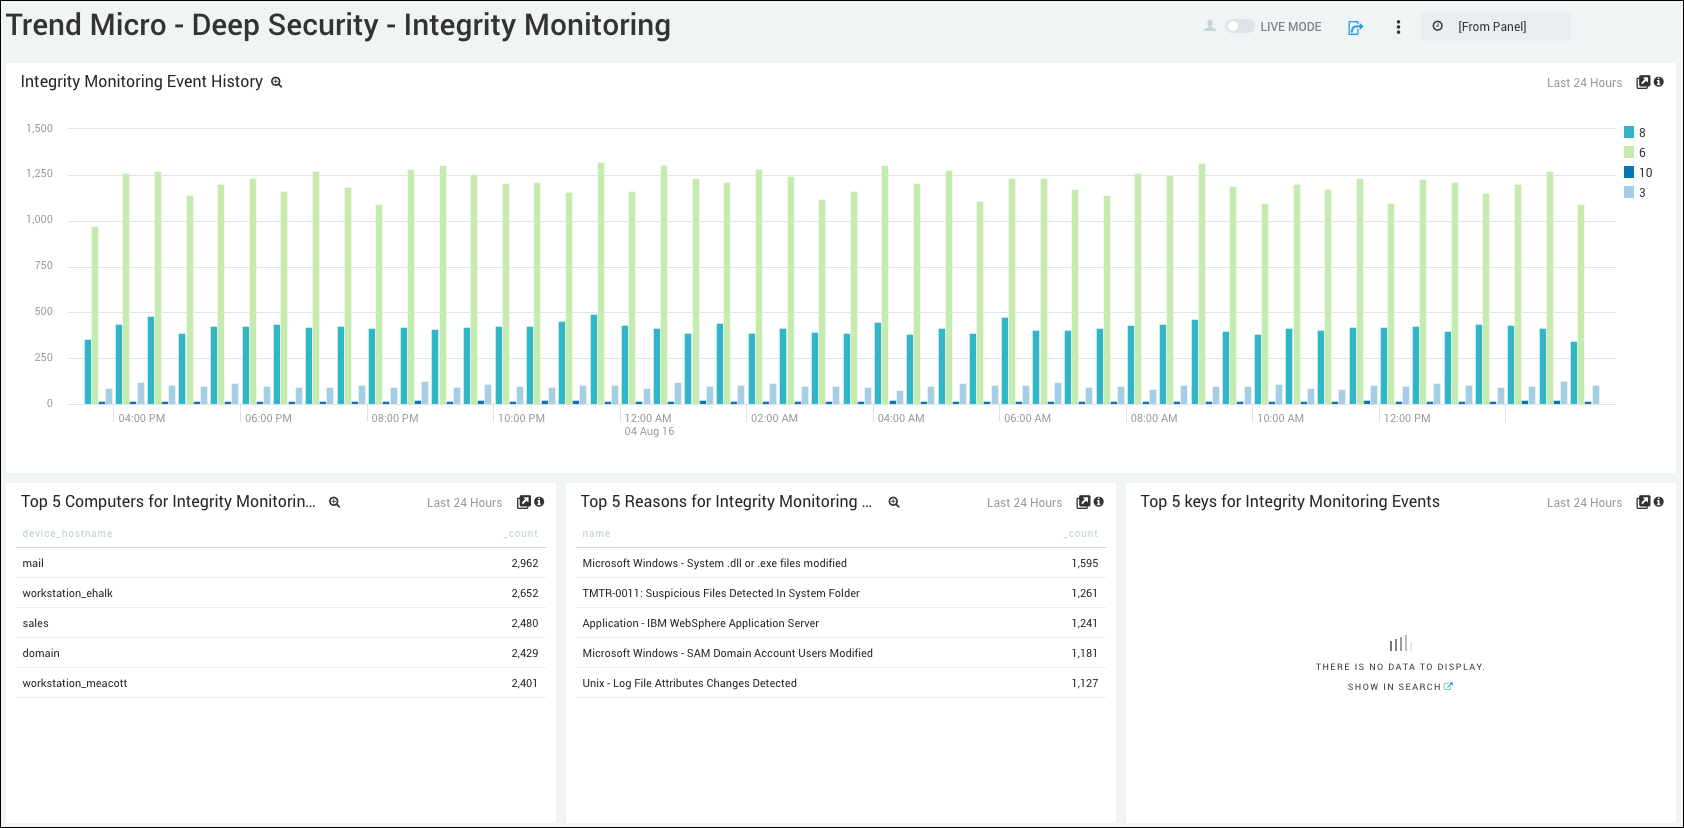 Trend Micro - Deep Security - Integrity Monitoring
LIVE MODE
[From Panel]
Integrity Monitoring Event History
Last 24 Hours
1,500
1,250
1,000
750
500
250
0
8
6
10
3
04:00 PM 06:00 PM 08:00 PM 10:00 PM 12:00 AM 02:00 AM 04:00 AM 06:00 AM 08:00 AM 10:00 AM 12:00 PM
04 Aug 16
Top 5 Computers for Integrity Monitorin...
Last 24 Hours
device_hostname _count
mail 2,962
workstation_ehalk 2,652
sales 2,480
domain 2,429
workstation_meacott 2,401
Top 5 Reasons for Integrity Monitoring ...
Last 24 Hours
name _count
Microsoft Windows - System .dll or .exe files modified 1,595
TMTR-0011: Suspicious Files Detected In System Folder 1,261
Application - IBM WebSphere Application Server 1,241
Microsoft Windows - SAM Domain Account Users Modified 1,181
Unix - Log File Attributes Changes Detected 1,127
Top 5 keys for Integrity Monitoring Events
Last 24 Hours
THERE IS NO DATA TO DISPLAY.
SHOW IN SEARCH